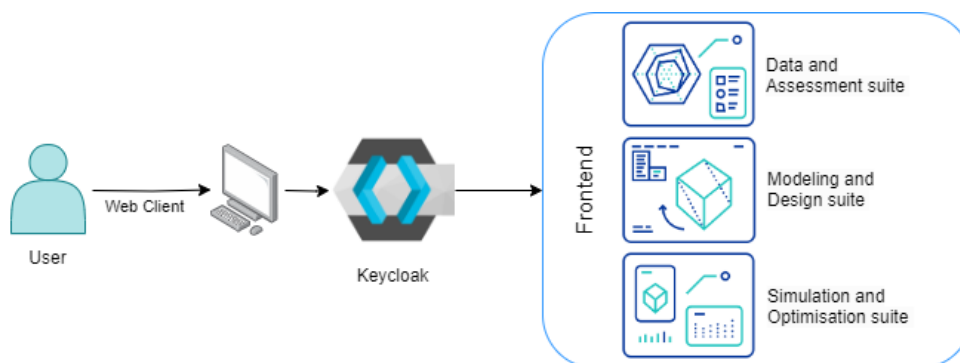 User
Web Client
Keycloak
Frontend
Data and
Assessment suite
Modeling and
Design suite
Simulation and
Optimisation suite